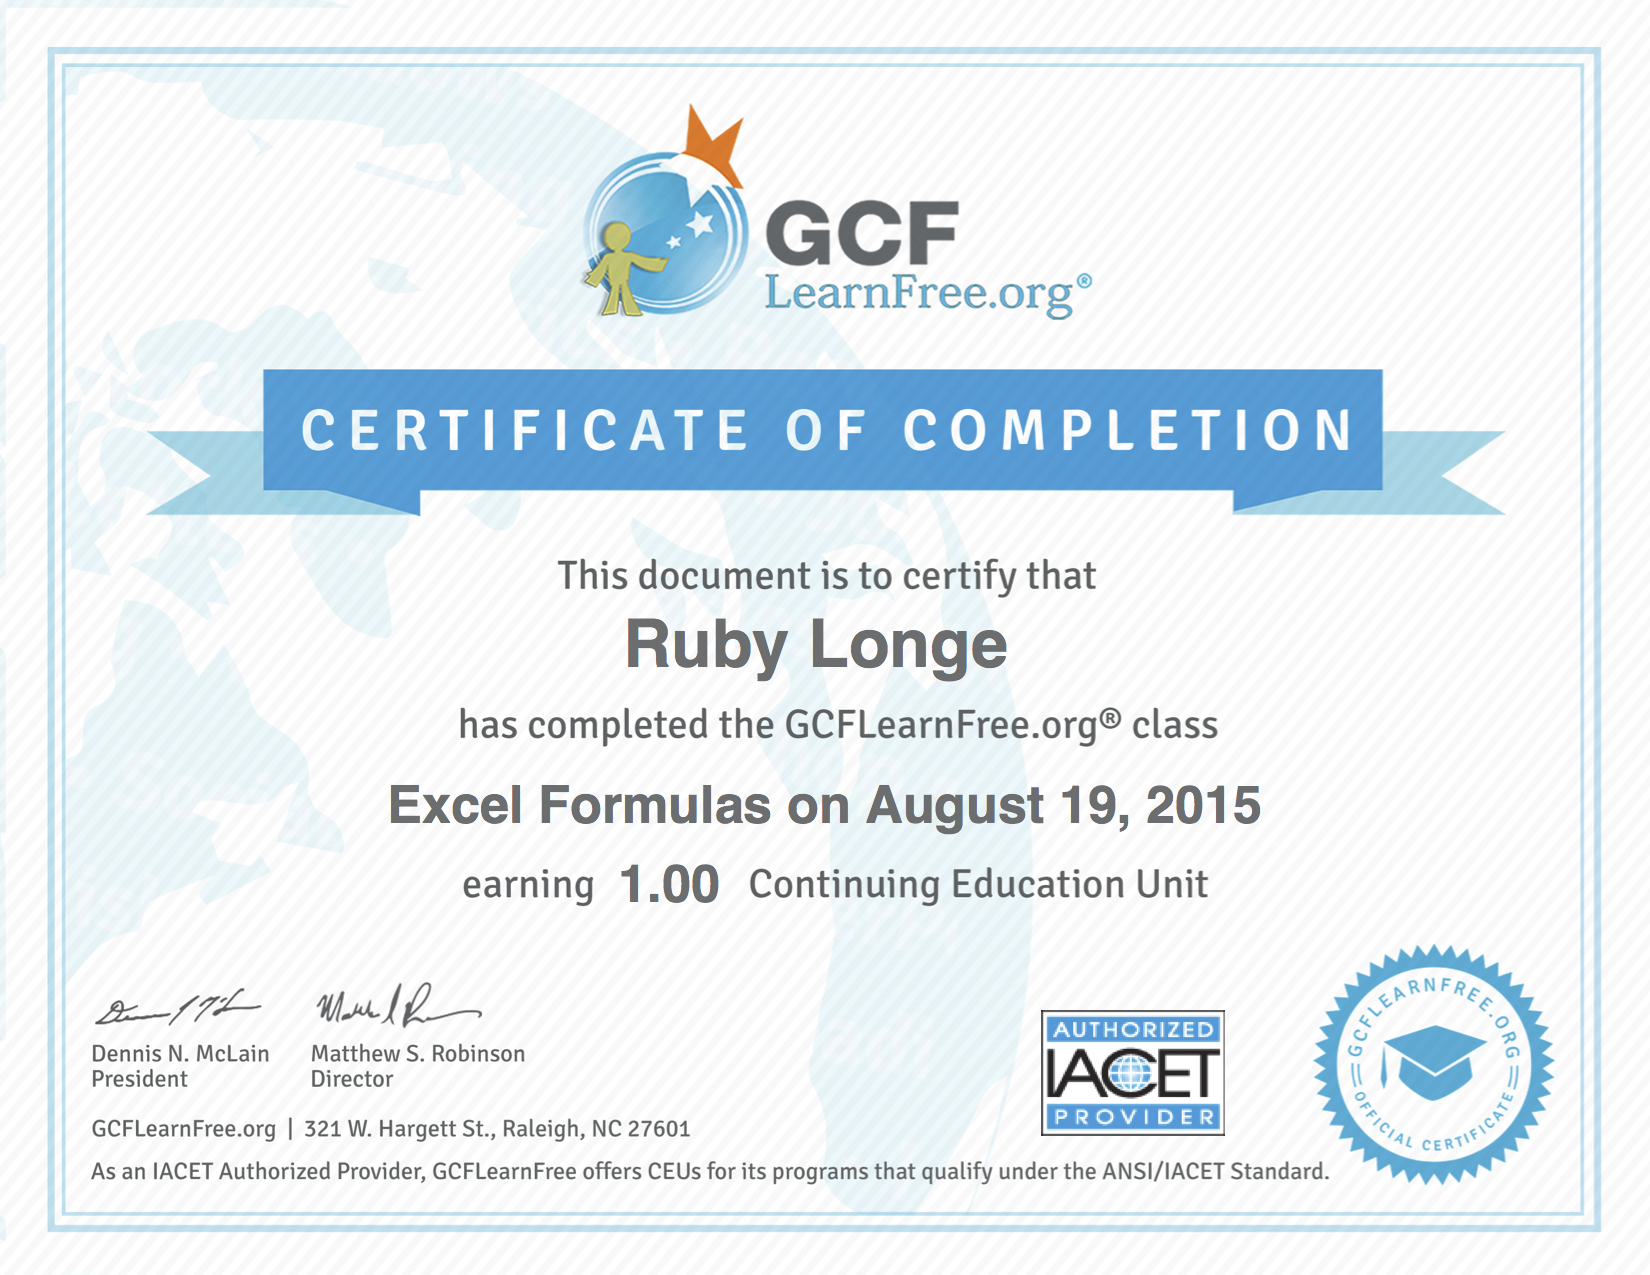 GCF
LearnFree.org®
CERTIFICATE OF COMPLETION
This document is to certify that
Ruby Longe
has completed the GCFLearnFree.org® class
Excel Formulas on August 19, 2015
earning 1.00 Continuing Education Unit
Dennis N. McLain
President
Matthew S. Robinson
Director
GCFLearnFree.org | 321 W. Hargett St., Raleigh, NC 27601
As an IACET Authorized Provider, GCFLearnFree offers CEUs for its programs that qualify under the ANSI/IACET Standard.
AUTHORIZED
IACET
PROVIDER
GCFLEARNFREE.ORG
OFFICIAL CERTIFICATE